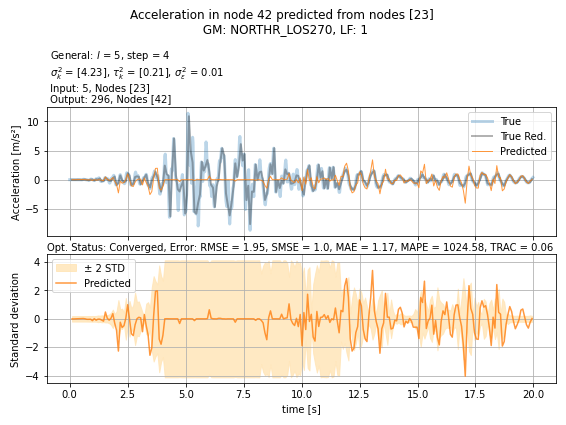 Acceleration in node 42 predicted from nodes [23]
GM: NORTHR_LOS270, LF: 1
General: l = 5, step = 4
σ²ₖ = [4.23], τ²ₖ = [0.21], σ²ε = 0.01
Input: 5, Nodes [23]
Output: 296, Nodes [42]
10
5
0
−5
Acceleration [m/s²]
True
True Red.
Predicted
Opt. Status: Converged, Error: RMSE = 1.95, SMSE = 1.0, MAE = 1.17, MAPE = 1024.58, TRAC = 0.06
4
2
0
−2
−4
Standard deviation
± 2 STD
Predicted
0.0 2.5 5.0 7.5 10.0 12.5 15.0 17.5 20.0
time [s]